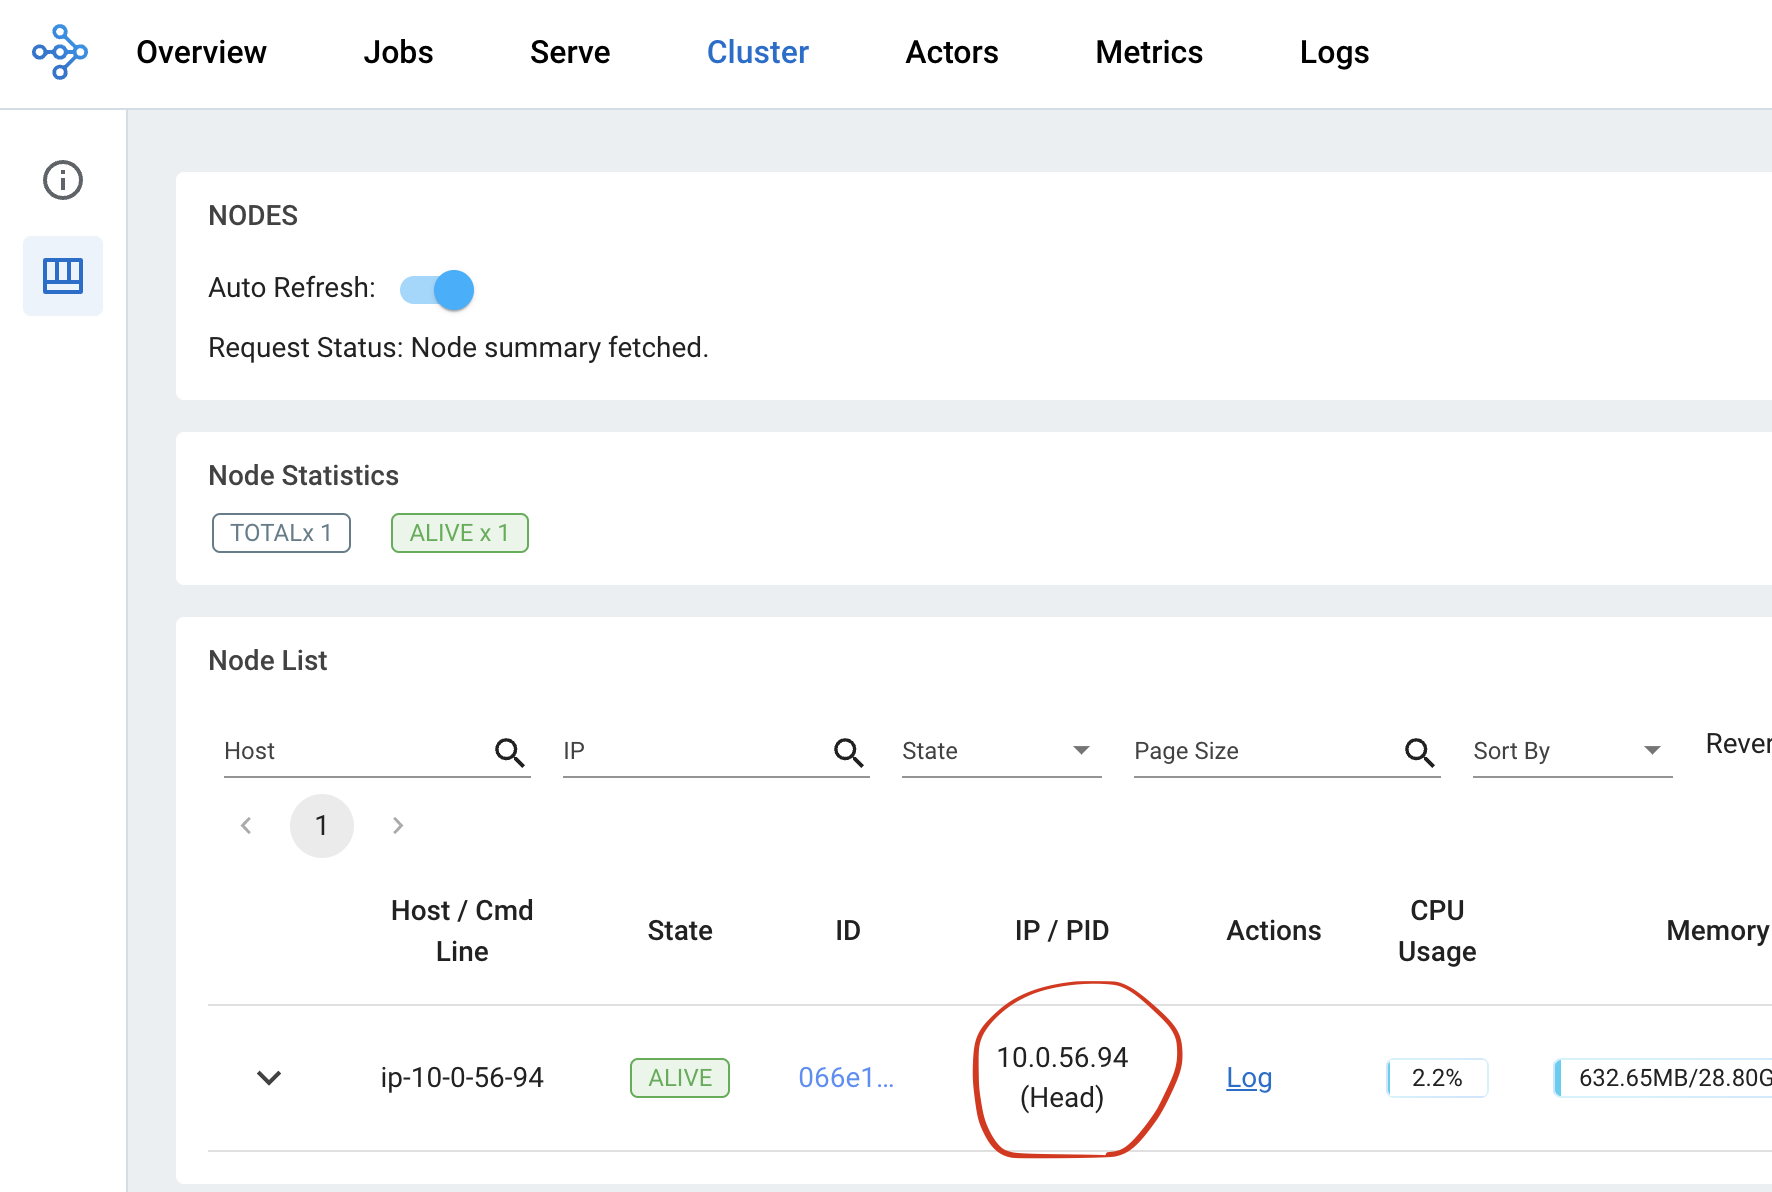 Overview Jobs Serve Cluster Actors Metrics Logs
NODES
Auto Refresh:
Request Status: Node summary fetched.
Node Statistics
TOTALx 1 ALIVE x 1
Node List
Host IP State Page Size Sort By Rever
1
Host / Cmd Line State ID IP / PID Actions CPU Usage Memory
ip-10-0-56-94 ALIVE 066e1... 10.0.56.94 (Head) Log 2.2% 632.65MB/28.80G